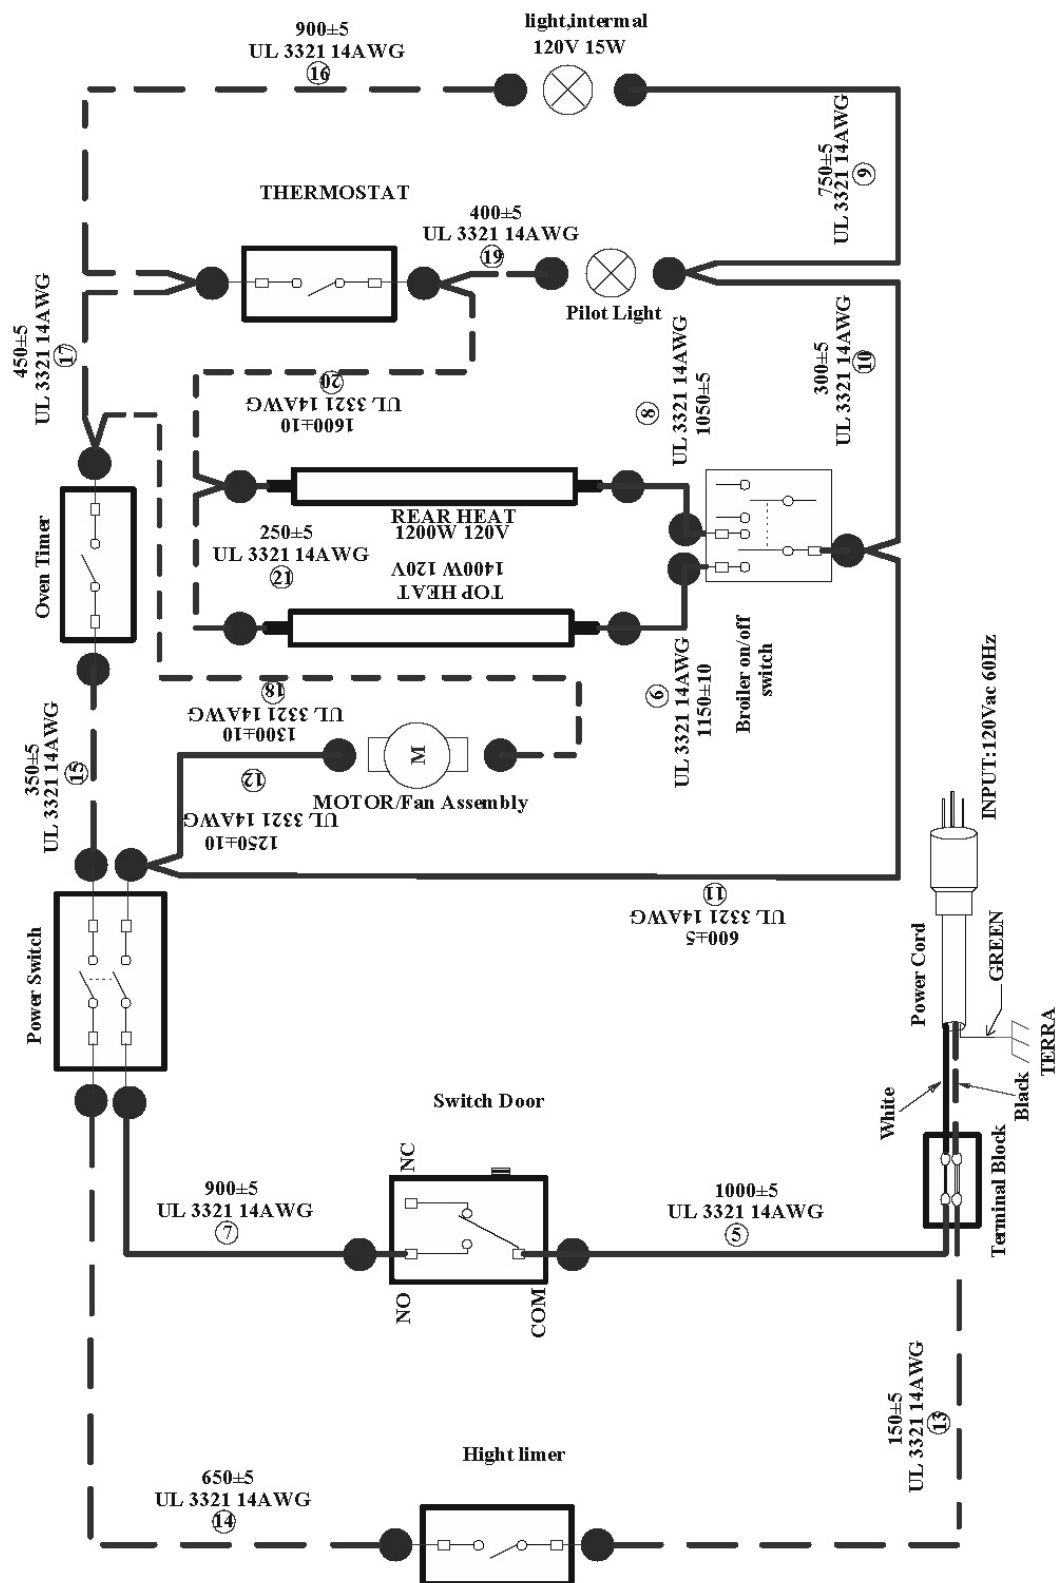 900±5
UL 3321 14AWG
16
light,intermal
120V 15W
750±5
UL 3321 14AWG
9
THERMOSTAT
400±5
UL 3321 14AWG
19
Pilot Light
450±5
UL 3321 14AWG
17
20
UL 3321 14AWG
1600±10
8
UL 3321 14AWG
1050±5
300±5
UL 3321 14AWG
10
Oven Timer
REAR HEAT
1200W 120V
250±5
UL 3321 14AWG
21
TOP HEAT
1400W 120V
6
UL 3321 14AWG
1150±10
Broiler on/off
switch
18
UL 3321 14AWG
1300±10
350±5
UL 3321 14AWG
15
12
UL 3321 14AWG
1250±10
M
MOTOR/Fan Assembly
INPUT:120Vac 60Hz
11
UL 3321 14AWG
600±5
Power Switch
Power Cord
GREEN
TERRA
White
Black
Switch Door
NC
900±5
UL 3321 14AWG
7
1000±5
UL 3321 14AWG
5
Terminal Block
NO
COM
150±5
UL 3321 14AWG
13
Hight limer
650±5
UL 3321 14AWG
14